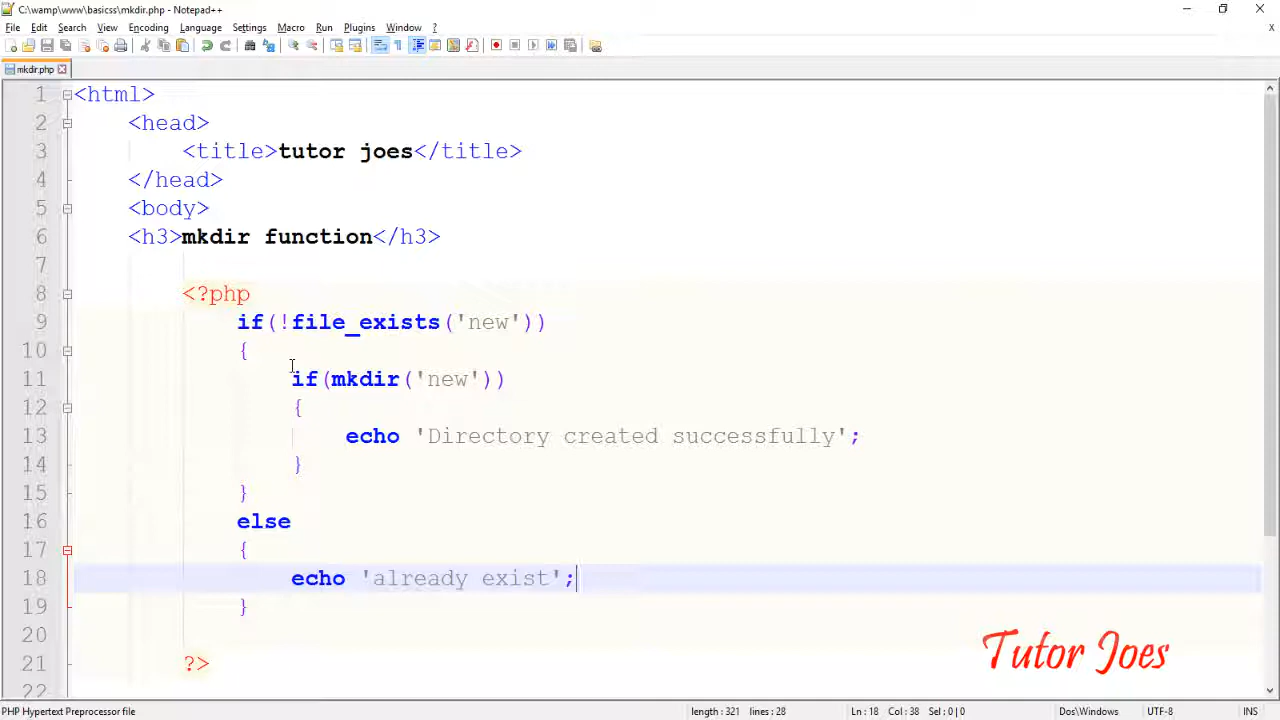 C:\wamp\www\basicss\mkdir.php - Notepad++
File Edit Search View Encoding Language Settings Macro Run Plugins Window ?
mkdir.php
1 <html>
2 <head>
3 <title>tutor joes</title>
4 </head>
5 <body>
6 <h3>mkdir function</h3>
7
8 <?php
9 if(!file_exists('new'))
10 {
11 if(mkdir('new'))
12 {
13 echo 'Directory created successfully';
14 }
15 }
16 else
17 {
18 echo 'already exist';
19 }
20
21 ?>
22
Tutor Joes
PHP Hypertext Preprocessor file length : 321 lines : 28 Ln : 18 Col : 38 Sel : 0 | 0 Dos\Windows UTF-8 INS